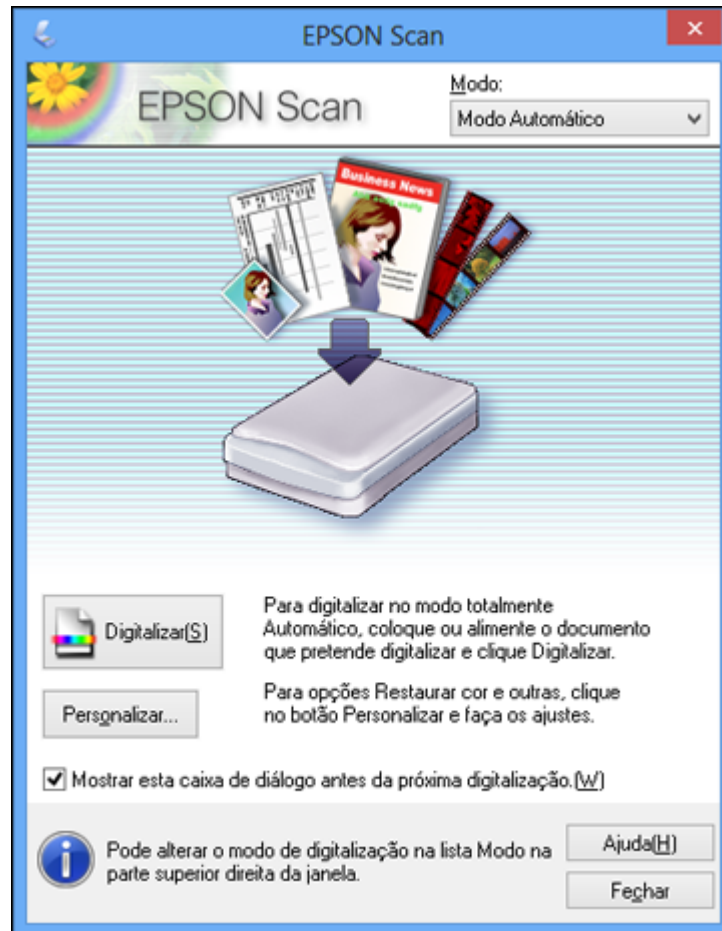 EPSON Scan
EPSON Scan
Modo:
Modo Automático
Business News
Digitalizar(S)
Para digitalizar no modo totalmente
Automático, coloque ou alimente o documento
que pretende digitalizar e clique Digitalizar.
Personalizar...
Para opções Restaurar cor e outras, clique
no botão Personalizar e faça os ajustes.
Mostrar esta caixa de diálogo antes da próxima digitalização.(W)
Pode alterar o modo de digitalização na lista Modo na
parte superior direita da janela.
Ajuda(H)
Fechar